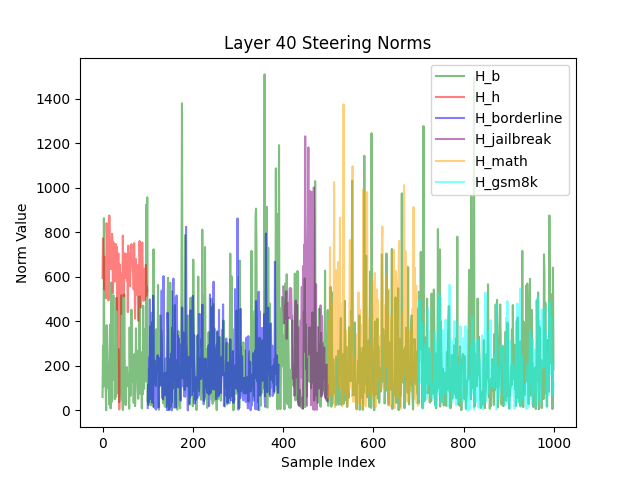 Layer 40 Steering Norms
H_b
H_h
H_borderline
H_jailbreak
H_math
H_gsm8k
Norm Value
1400
1200
1000
800
600
400
200
0
0 200 400 600 800 1000
Sample Index